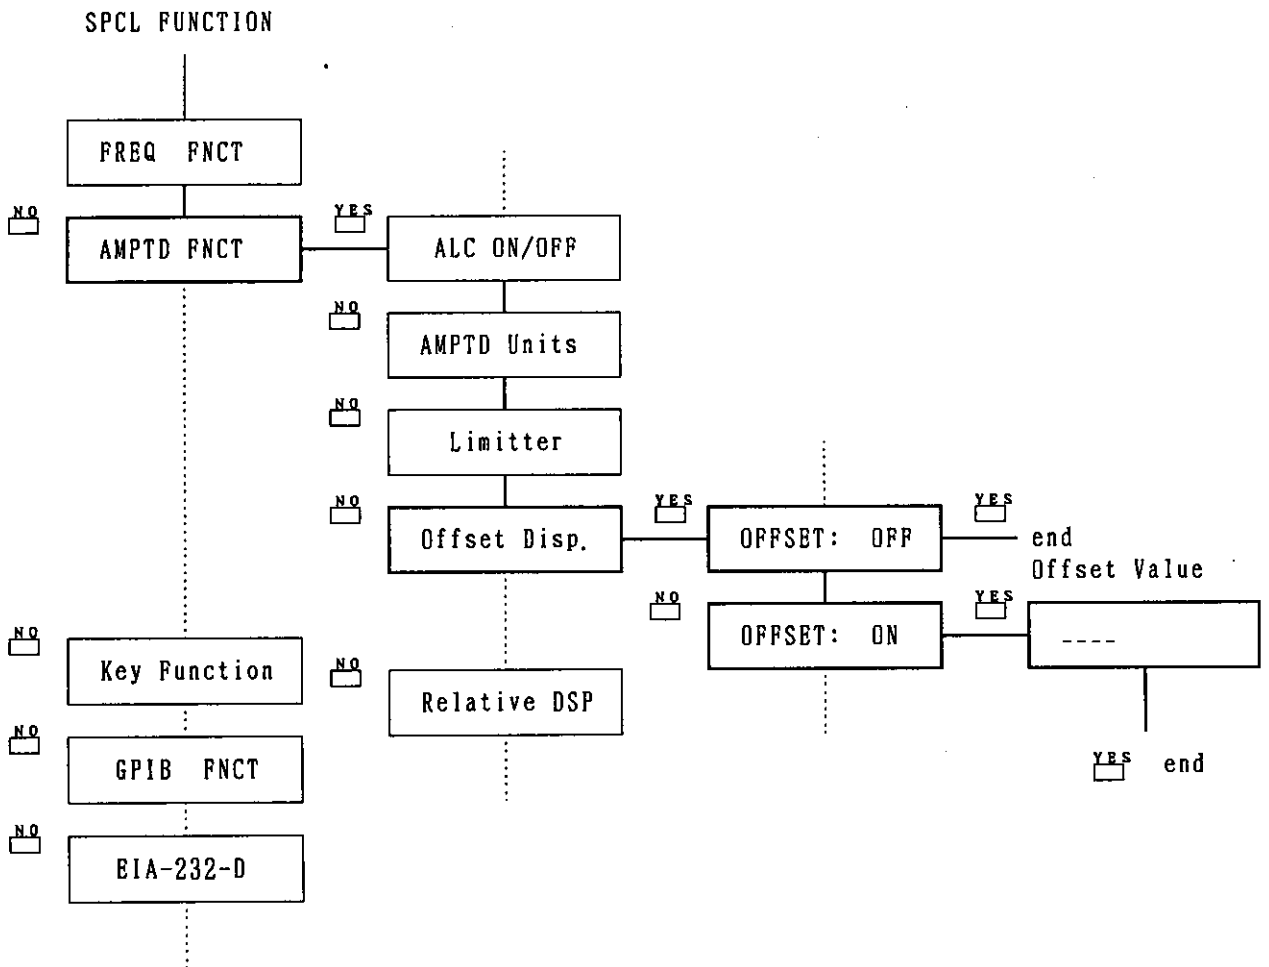 SPCL FUNCTION
FREQ FNCT
NO
AMPTD FNCT
YES
ALC ON/OFF
NO
AMPTD Units
NO
Limitter
NO
Offset Disp.
YES
OFFSET: OFF
YES
end
Offset Value
NO
OFFSET: ON
YES
----
YES
end
NO
Relative DSP
NO
Key Function
NO
GPIB FNCT
NO
EIA-232-D